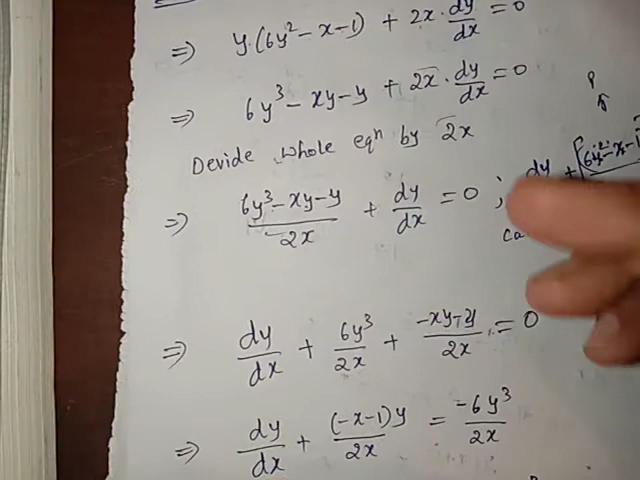 ⇒ y.(6y² - x - 1) + 2x . dy/dx = 0
⇒ 6y³ - xy - y + 2x . dy/dx = 0
Devide whole eqⁿ by 2x
⇒ (6y³ - xy - y)/2x + dy/dx = 0 ; dy
⇒ dy/dx + 6y³/2x + (-xy - y)/2x = 0
⇒ dy/dx + (-x-1)y/2x = -6y³/2x